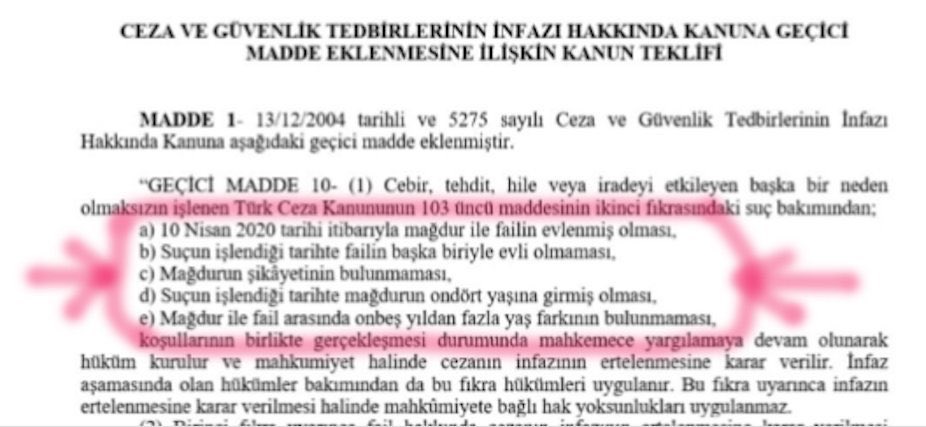 CEZA VE GÜVENLİK TEDBİRLERİNİN İNFAZI HAKKINDA KANUNA GEÇİCİ
MADDE EKLENMESİNE İLİŞKİN KANUN TEKLİFİ
MADDE 1- 13/12/2004 tarihli ve 5275 sayılı Ceza ve Güvenlik Tedbirlerinin İnfazı
Hakkında Kanuna aşağıdaki geçici madde eklenmiştir.
"GEÇİCİ MADDE 10- (1) Cebir, tehdit, hile veya iradeyi etkileyen başka bir neden
olmaksızın işlenen Türk Ceza Kanununun 103 üncü maddesinin ikinci fıkrasındaki suç bakımından;
a) 10 Nisan 2020 tarihi itibarıyla mağdur ile failin evlenmiş olması,
b) Suçun işlendiği tarihte failin başka biriyle evli olmaması,
c) Mağdurun şikâyetinin bulunmaması,
d) Suçun işlendiği tarihte mağdurun ondört yaşına girmiş olması,
e) Mağdur ile fail arasında onbeş yıldan fazla yaş farkının bulunmaması,
koşullarının birlikte gerçekleşmesi durumunda mahkemece yargılamaya devam olunarak
hüküm kurulur ve mahkumiyet halinde cezanın infazının ertelenmesine karar verilir. İnfaz
aşamasında olan hükümler bakımından da bu fıkra hükümleri uygulanır. Bu fıkra uyarınca infazın
ertelenmesine karar verilmesi halinde mahkûmiyete bağlı hak yoksunlukları uygulanmaz.